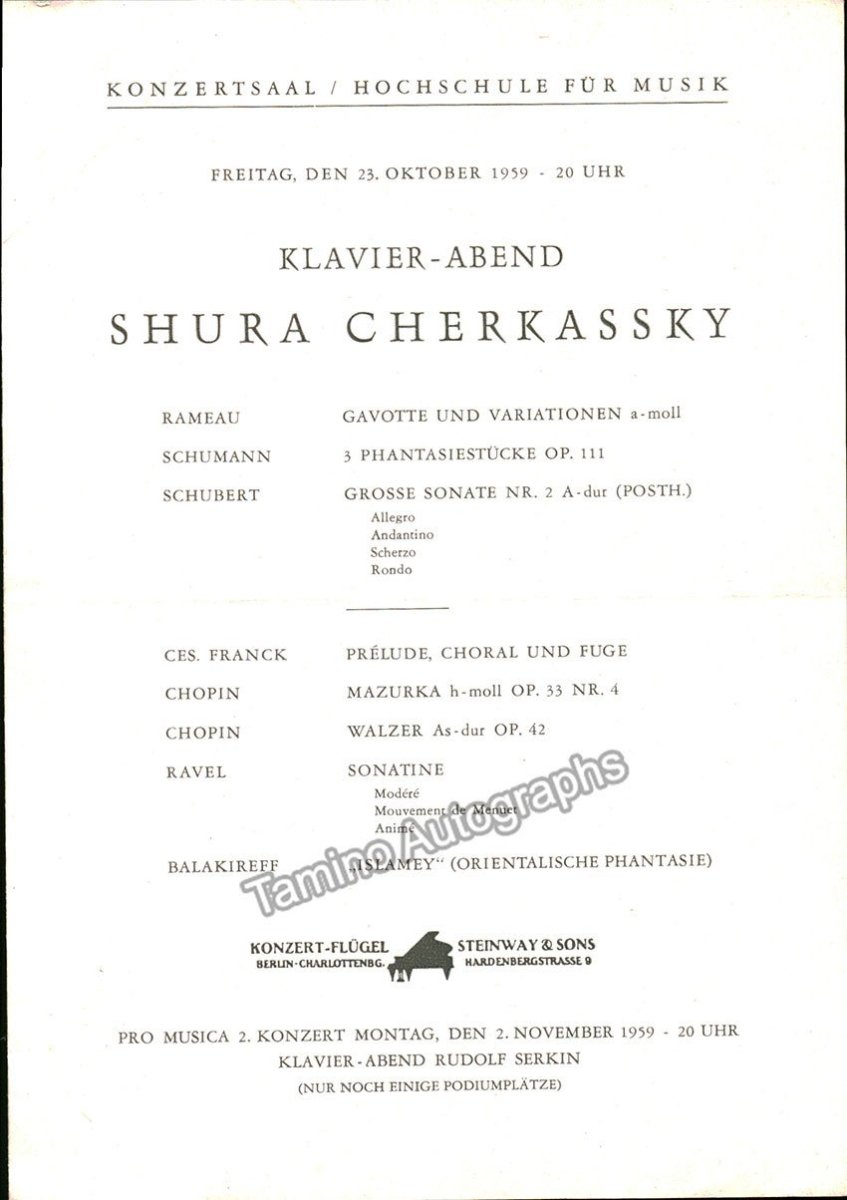 KONZERTSAAL / HOCHSCHULE FÜR MUSIK
FREITAG, DEN 23. OKTOBER 1959 - 20 UHR
KLAVIER-ABEND
SHURA CHERKASSKY
RAMEAU GAVOTTE UND VARIATIONEN a-moll
SCHUMANN 3 PHANTASIESTÜCKE OP. 111
SCHUBERT GROSSE SONATE NR. 2 A-dur (POSTH.)
Allegro
Andantino
Scherzo
Rondo
CES. FRANCK PRÉLUDE, CHORAL UND FUGE
CHOPIN MAZURKA h-moll OP. 33 NR. 4
CHOPIN WALZER As-dur OP. 42
RAVEL SONATINE
Modéré
Mouvement de Menuet
Animé
BALAKIREFF „ISLAMEY“ (ORIENTALISCHE PHANTASIE)
Tamino Autographs
KONZERT-FLÜGEL STEINWAY & SONS
BERLIN-CHARLOTTENBG. HARDENBERGSTRASSE 9
PRO MUSICA 2. KONZERT MONTAG, DEN 2. NOVEMBER 1959 - 20 UHR
KLAVIER-ABEND RUDOLF SERKIN
(NUR NOCH EINIGE PODIUMPLÄTZE)